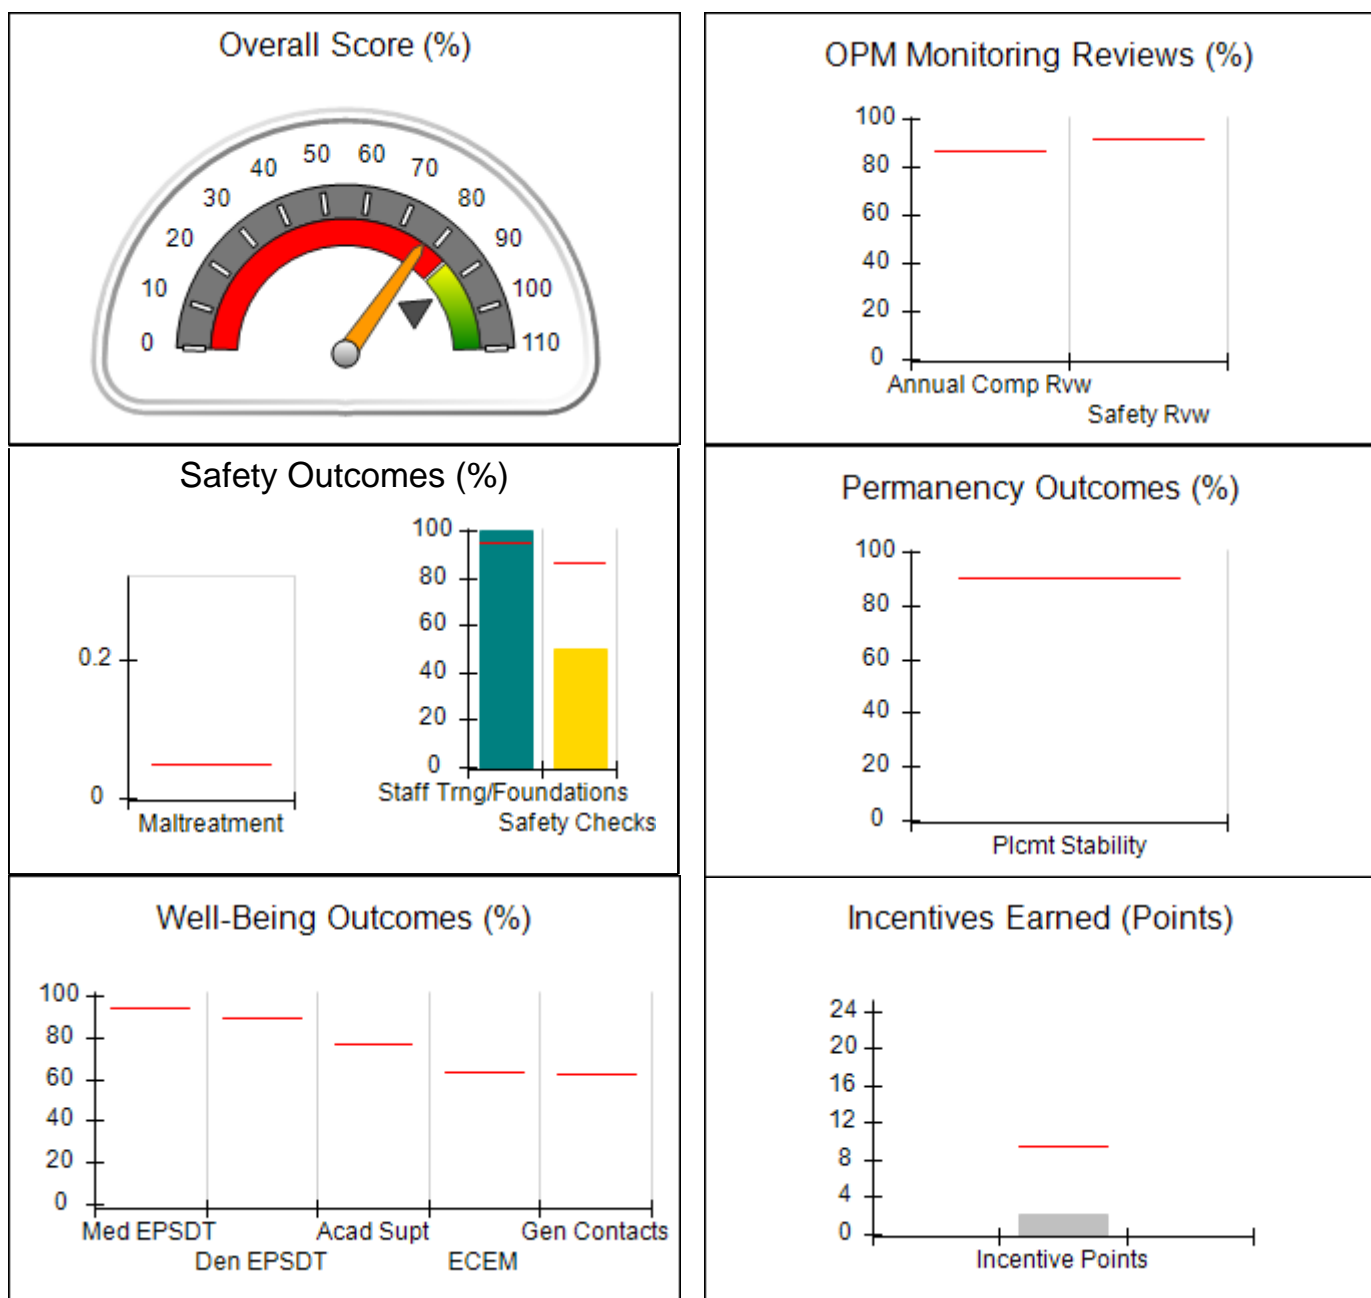 Overall Score (%)
0
10
20
30
40
50
60
70
80
90
100
110
OPM Monitoring Reviews (%)
100
80
60
40
20
0
Annual Comp Rvw
Safety Rvw
Safety Outcomes (%)
0.2
0
Maltreatment
100
80
60
40
20
0
Staff Trng/Foundations
Safety Checks
Permanency Outcomes (%)
100
80
60
40
20
0
Plcmt Stability
Well-Being Outcomes (%)
100
80
60
40
20
0
Med EPSDT
Den EPSDT
Acad Supt
ECEM
Gen Contacts
Incentives Earned (Points)
24
20
16
12
8
4
0
Incentive Points